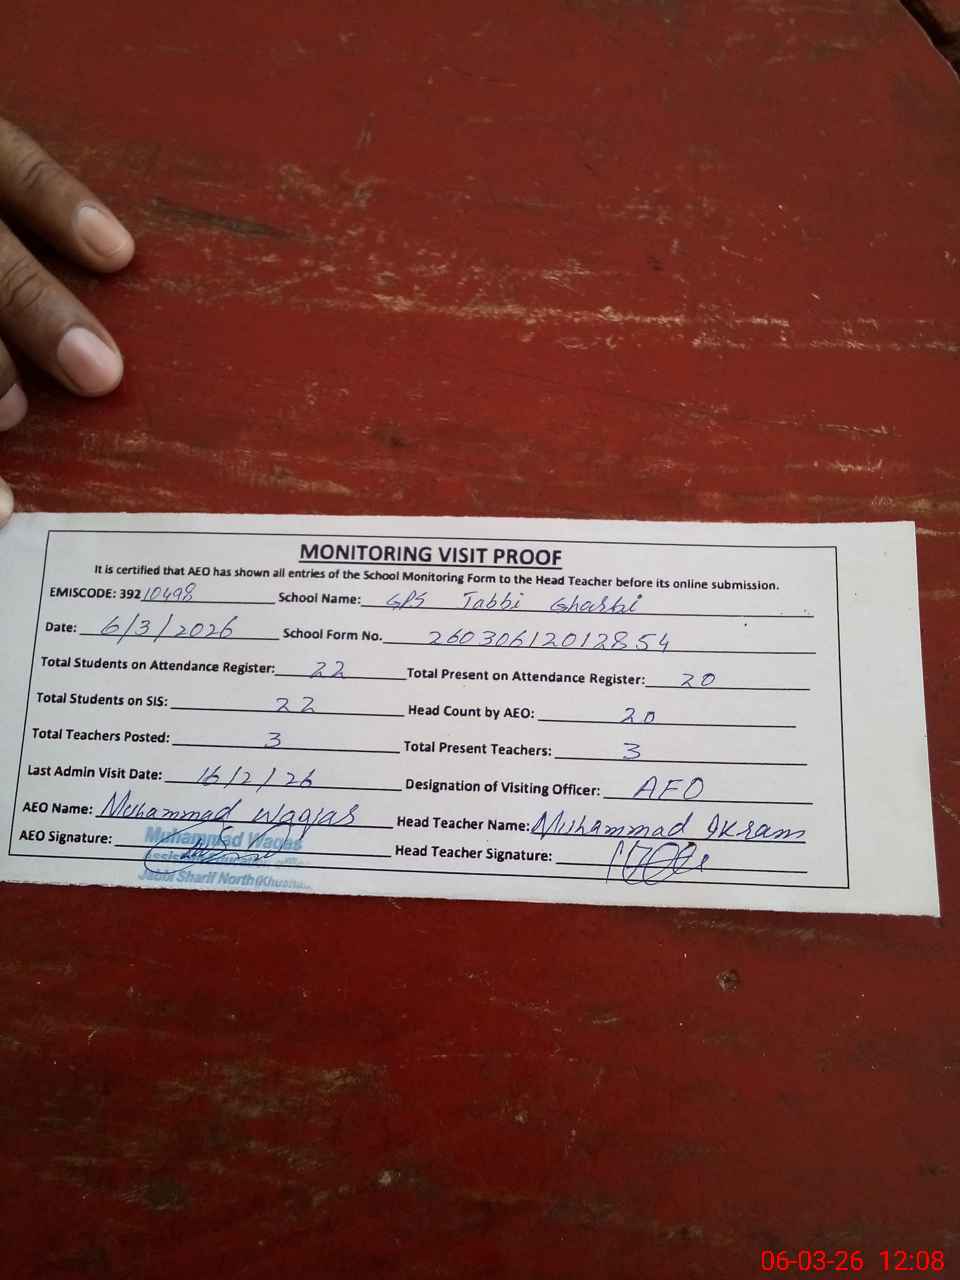 MONITORING VISIT PROOF
It is certified that AEO has shown all entries of the School Monitoring Form to the Head Teacher before its online submission.
EMISCODE: 39210498 School Name: GPS Jabbi Gharbi
Date: 6/3/2026 School Form No. 26030612012854
Total Students on Attendance Register: 22 Total Present on Attendance Register: 20
Total Students on SIS: 22 Head Count by AEO: 20
Total Teachers Posted: 3 Total Present Teachers: 3
Last Admin Visit Date: 16/2/26 Designation of Visiting Officer: AEO
AEO Name: Muhammad Waqas Head Teacher Name: Muhammad Ikram
AEO Signature: Head Teacher Signature:
Muhammad Waqas
Jabbi Sharif North
06-03-26 12:08